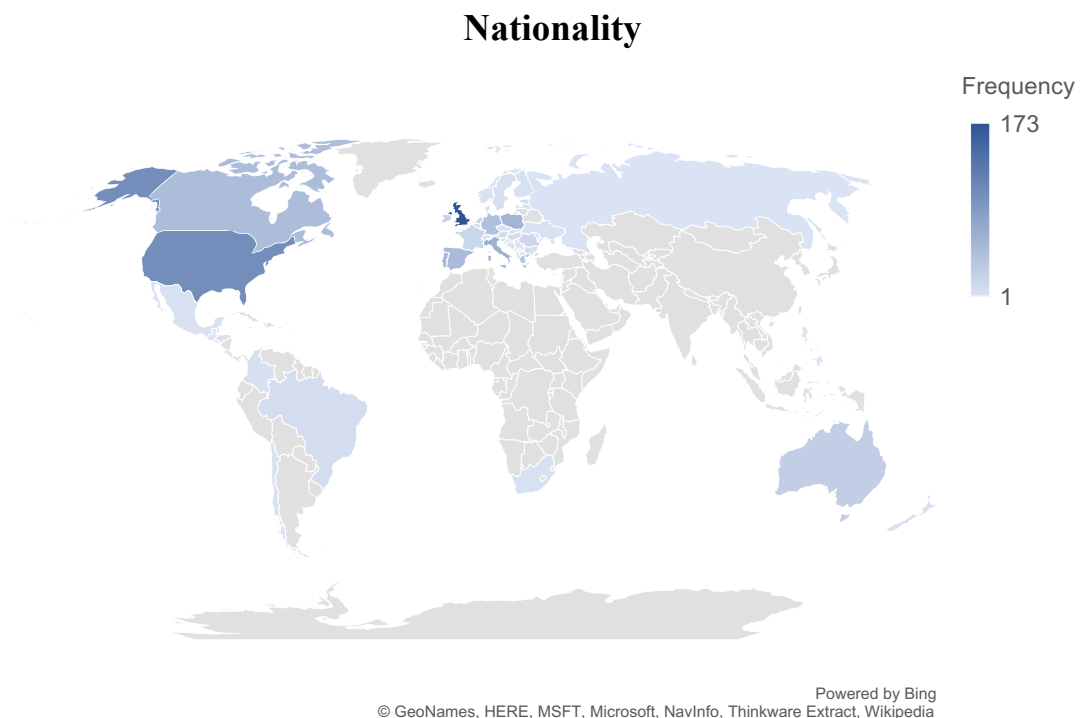 Nationality
Frequency
173
1
Powered by Bing
© GeoNames, HERE, MSFT, Microsoft, NavInfo, Thinkware Extract, Wikipedia